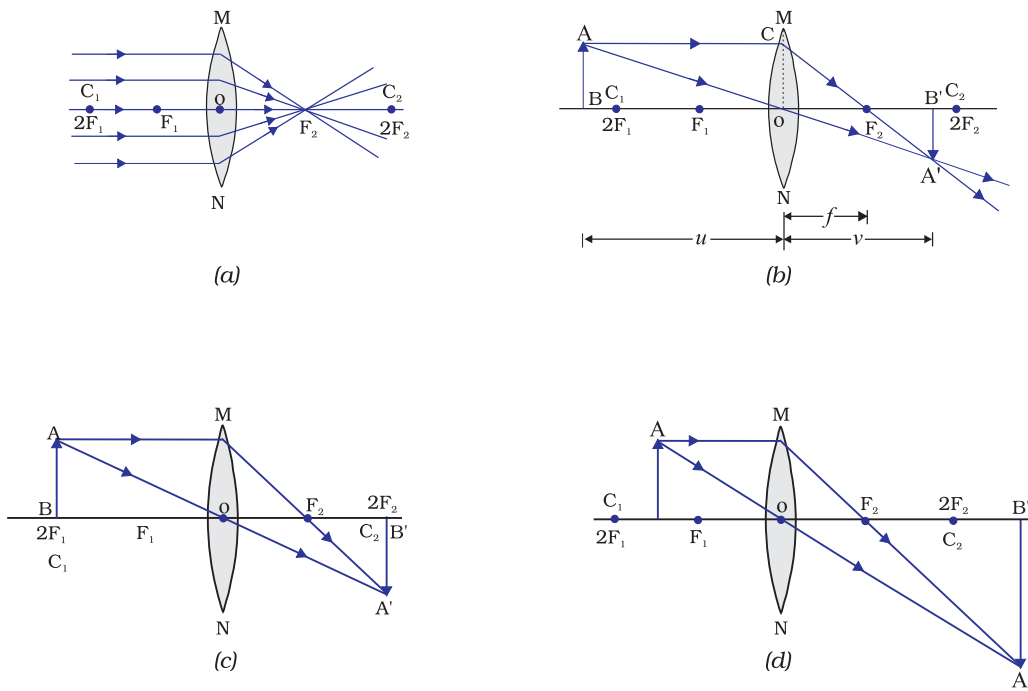 M
C₁
O
C₂
2F₁
F₁
F₂
2F₂
N
(a)
M
A
C
B C₁
B' C₂
2F₁
F₁
O
F₂
2F₂
A'
N
f
u
v
(b)
M
A
B
O
F₂
2F₂
2F₁
F₁
C₂ B'
C₁
A'
N
(c)
M
A
C₁
O
F₂
2F₂
B'
2F₁
F₁
C₂
N
A
(d)